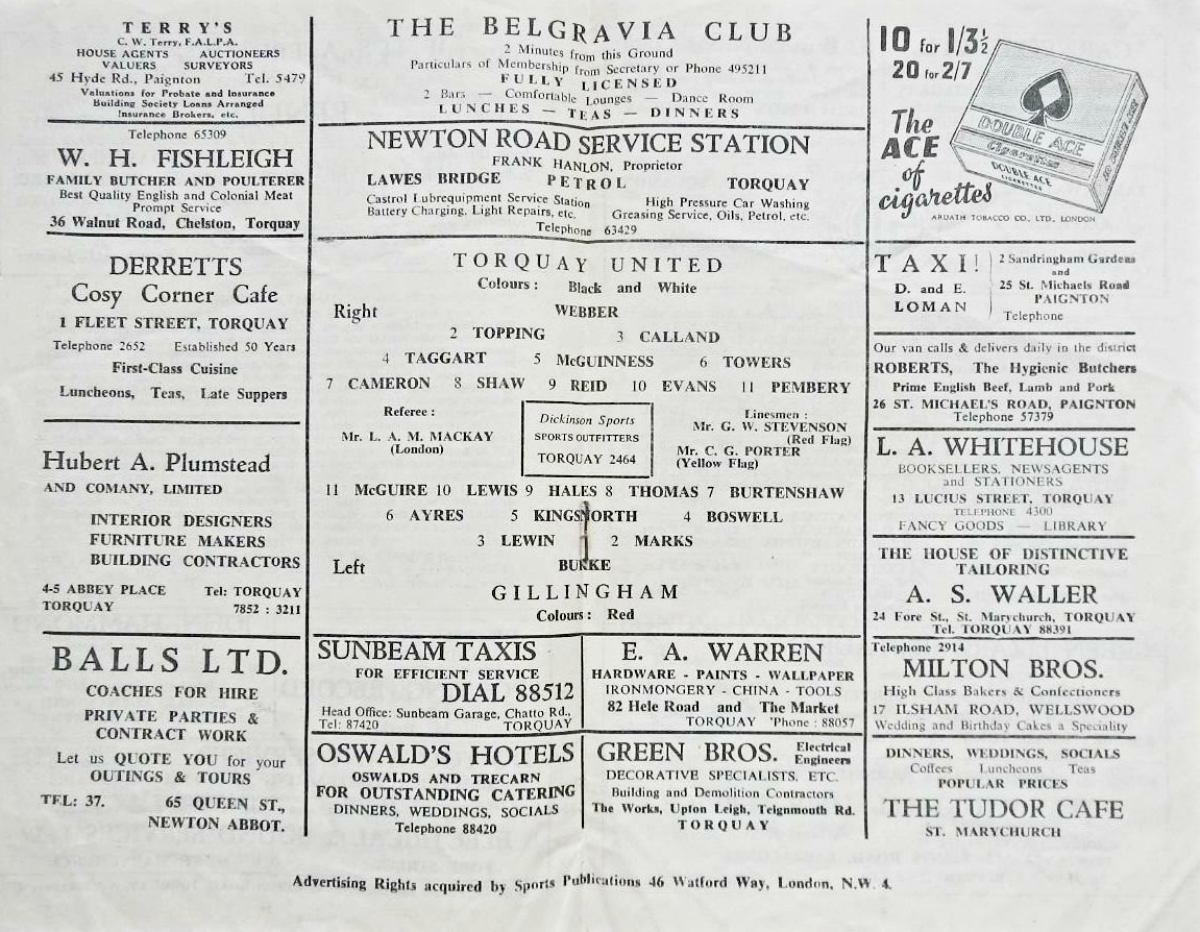 TERRY'S
C. W. Terry, F.A.L.P.A.
HOUSE AGENTS AUCTIONEERS
VALUERS SURVEYORS
45 Hyde Rd., Paignton Tel. 5479
Valuations for Probate and Insurance
Building Society Loans Arranged
Insurance Brokers, etc.
Telephone 65309
W. H. FISHLEIGH
FAMILY BUTCHER AND POULTERER
Best Quality English and Colonial Meat
Prompt Service
36 Walnut Road, Chelston, Torquay
DERRETTS
Cosy Corner Cafe
1 FLEET STREET, TORQUAY
Telephone 2652 Established 50 Years
First-Class Cuisine
Luncheons, Teas, Late Suppers
Hubert A. Plumstead
AND COMANY, LIMITED
INTERIOR DESIGNERS
FURNITURE MAKERS
BUILDING CONTRACTORS
4-5 ABBEY PLACE Tel: TORQUAY
TORQUAY 7852 : 3211
BALLS LTD.
COACHES FOR HIRE
PRIVATE PARTIES &
CONTRACT WORK
Let us QUOTE YOU for your
OUTINGS & TOURS
TEL: 37. 65 QUEEN ST.,
NEWTON ABBOT.
THE BELGRAVIA CLUB
2 Minutes from this Ground
Particulars of Membership from Secretary or Phone 495211
FULLY LICENSED
2 Bars — Comfortable Lounges — Dance Room
LUNCHES — TEAS — DINNERS
NEWTON ROAD SERVICE STATION
FRANK HANLON, Proprietor
LAWES BRIDGE PETROL TORQUAY
Castrol Lubrequipment Service Station High Pressure Car Washing
Battery Charging, Light Repairs, etc. Greasing Service, Oils, Petrol, etc.
Telephone 63429
TORQUAY UNITED
Colours: Black and White
Right WEBBER
2 TOPPING 3 CALLAND
4 TAGGART 5 McGUINNESS 6 TOWERS
7 CAMERON 8 SHAW 9 REID 10 EVANS 11 PEMBERY
Referee:
Mr. L. A. M. MACKAY
(London)
Dickinson Sports
SPORTS OUTFITTERS
TORQUAY 2464
Linesmen:
Mr. G. W. STEVENSON
(Red Flag)
Mr. C. G. PORTER
(Yellow Flag)
11 McGUIRE 10 LEWIS 9 HALES 8 THOMAS 7 BURTENSHAW
6 AYRES 5 KINGSNORTH 4 BOSWELL
3 LEWIN 2 MARKS
Left BURKE
GILLINGHAM
Colours: Red
SUNBEAM TAXIS
FOR EFFICIENT SERVICE
DIAL 88512
Head Office: Sunbeam Garage, Chatto Rd.,
Tel: 87420 TORQUAY
E. A. WARREN
HARDWARE - PAINTS - WALLPAPER
IRONMONGERY - CHINA - TOOLS
82 Hele Road and The Market
TORQUAY 'Phone : 88057
OSWALD'S HOTELS
OSWALDS AND TRECARN
FOR OUTSTANDING CATERING
DINNERS, WEDDINGS, SOCIALS
Telephone 88420
GREEN BROS. Electrical Engineers
DECORATIVE SPECIALISTS, ETC.
Building and Demolition Contractors
The Works, Upton Leigh, Teignmouth Rd.
TORQUAY
10 for 1/3½
20 for 2/7
The
ACE
of
cigarettes
DOUBLE ACE
Cigarettes
DOUBLE ACE
CIGARETTES
ARDATH TOBACCO CO., LTD. LONDON
TAXI!
D. and E.
LOMAN
2 Sandringham Gardens
and
25 St. Michaels Road
PAIGNTON
Telephone
Our van calls & delivers daily in the district
ROBERTS, The Hygienic Butchers
Prime English Beef, Lamb and Pork
26 ST. MICHAEL'S ROAD, PAIGNTON
Telephone 57379
L. A. WHITEHOUSE
BOOKSELLERS, NEWSAGENTS
and STATIONERS
13 LUCIUS STREET, TORQUAY
TELEPHONE 4300
FANCY GOODS — LIBRARY
THE HOUSE OF DISTINCTIVE
TAILORING
A. S. WALLER
24 Fore St., St. Marychurch, TORQUAY
Tel. TORQUAY 88391
Telephone 2914
MILTON BROS.
High Class Bakers & Confectioners
17 ILSHAM ROAD, WELLSWOOD
Wedding and Birthday Cakes a Speciality
DINNERS, WEDDINGS, SOCIALS
Coffees Luncheons Teas
POPULAR PRICES
THE TUDOR CAFE
ST. MARYCHURCH
Advertising Rights acquired by Sports Publications 46 Watford Way, London, N.W. 4.